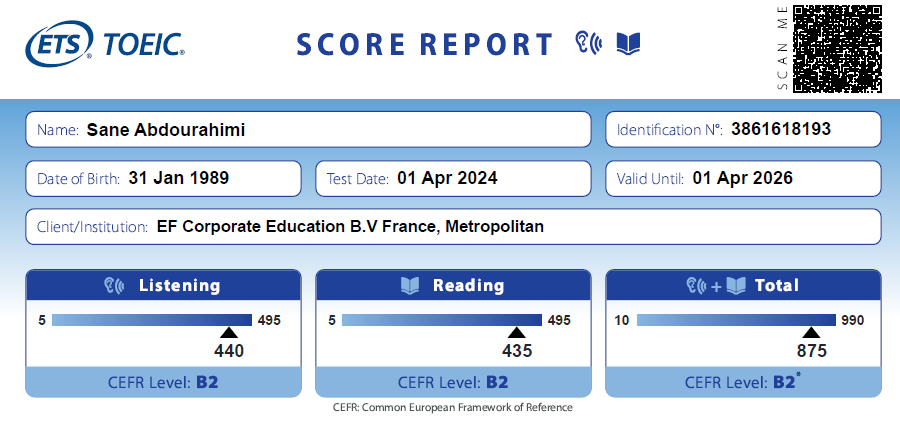 ETS® TOEIC®
SCORE REPORT
SCAN ME
Name: Sane Abdourahimi
Identification N°: 3861618193
Date of Birth: 31 Jan 1989
Test Date: 01 Apr 2024
Valid Until: 01 Apr 2026
Client/Institution: EF Corporate Education B.V France, Metropolitan
Listening
5 495
440
CEFR Level: B2
Reading
5 495
435
CEFR Level: B2
+ Total
10 990
875
CEFR Level: B2*
CEFR: Common European Framework of Reference